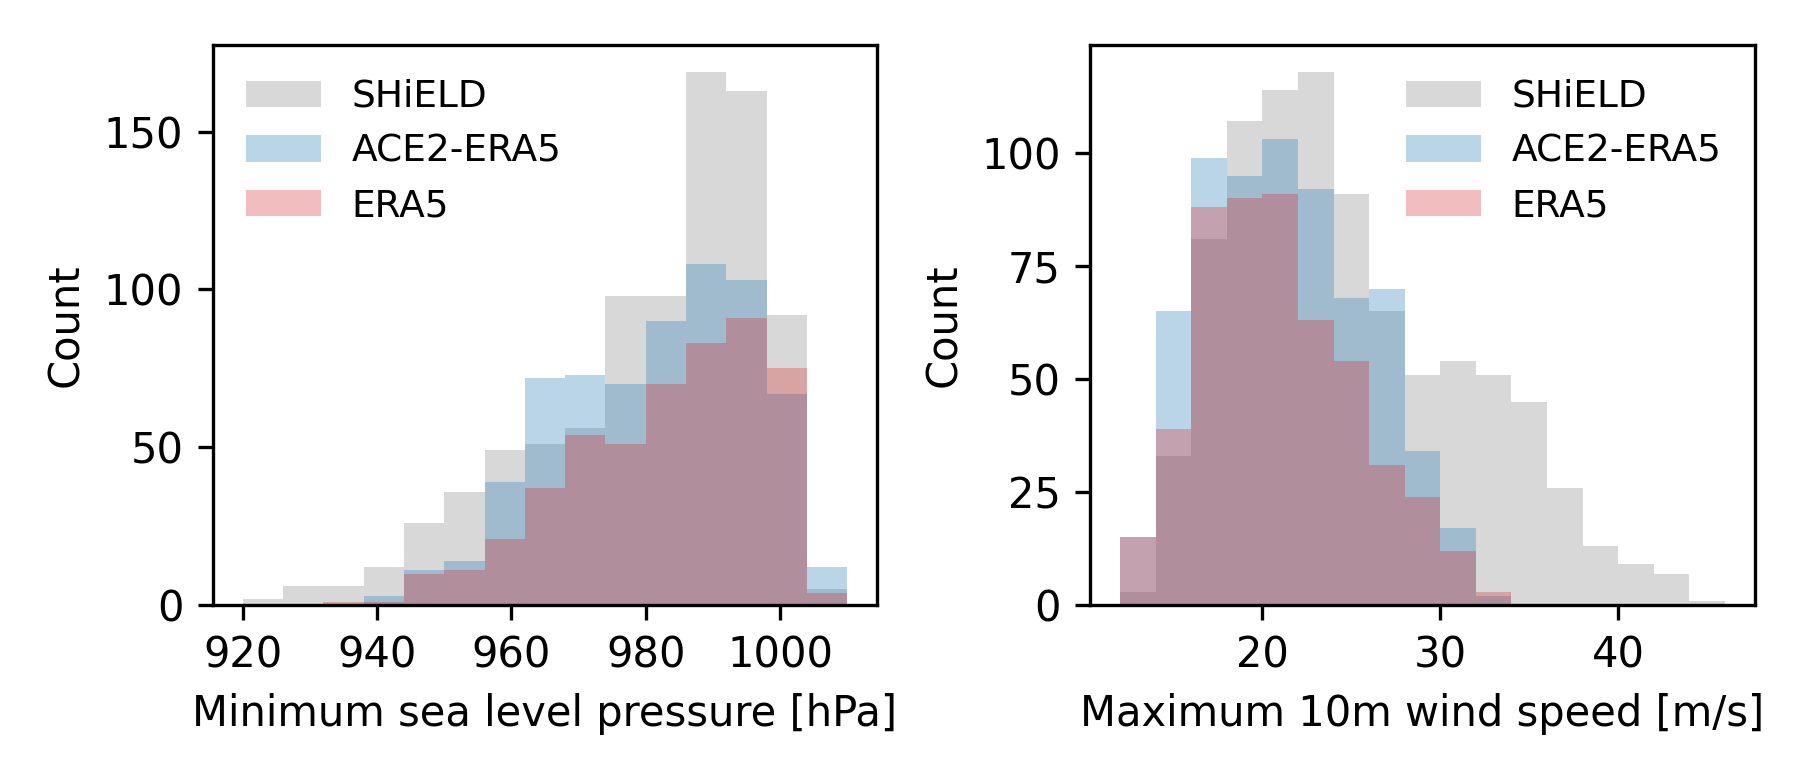 SHiELD
ACE2-ERA5
ERA5
150
100
50
0
Count
920 940 960 980 1000
Minimum sea level pressure [hPa]
SHiELD
ACE2-ERA5
ERA5
100
75
50
25
0
Count
20 30 40
Maximum 10m wind speed [m/s]